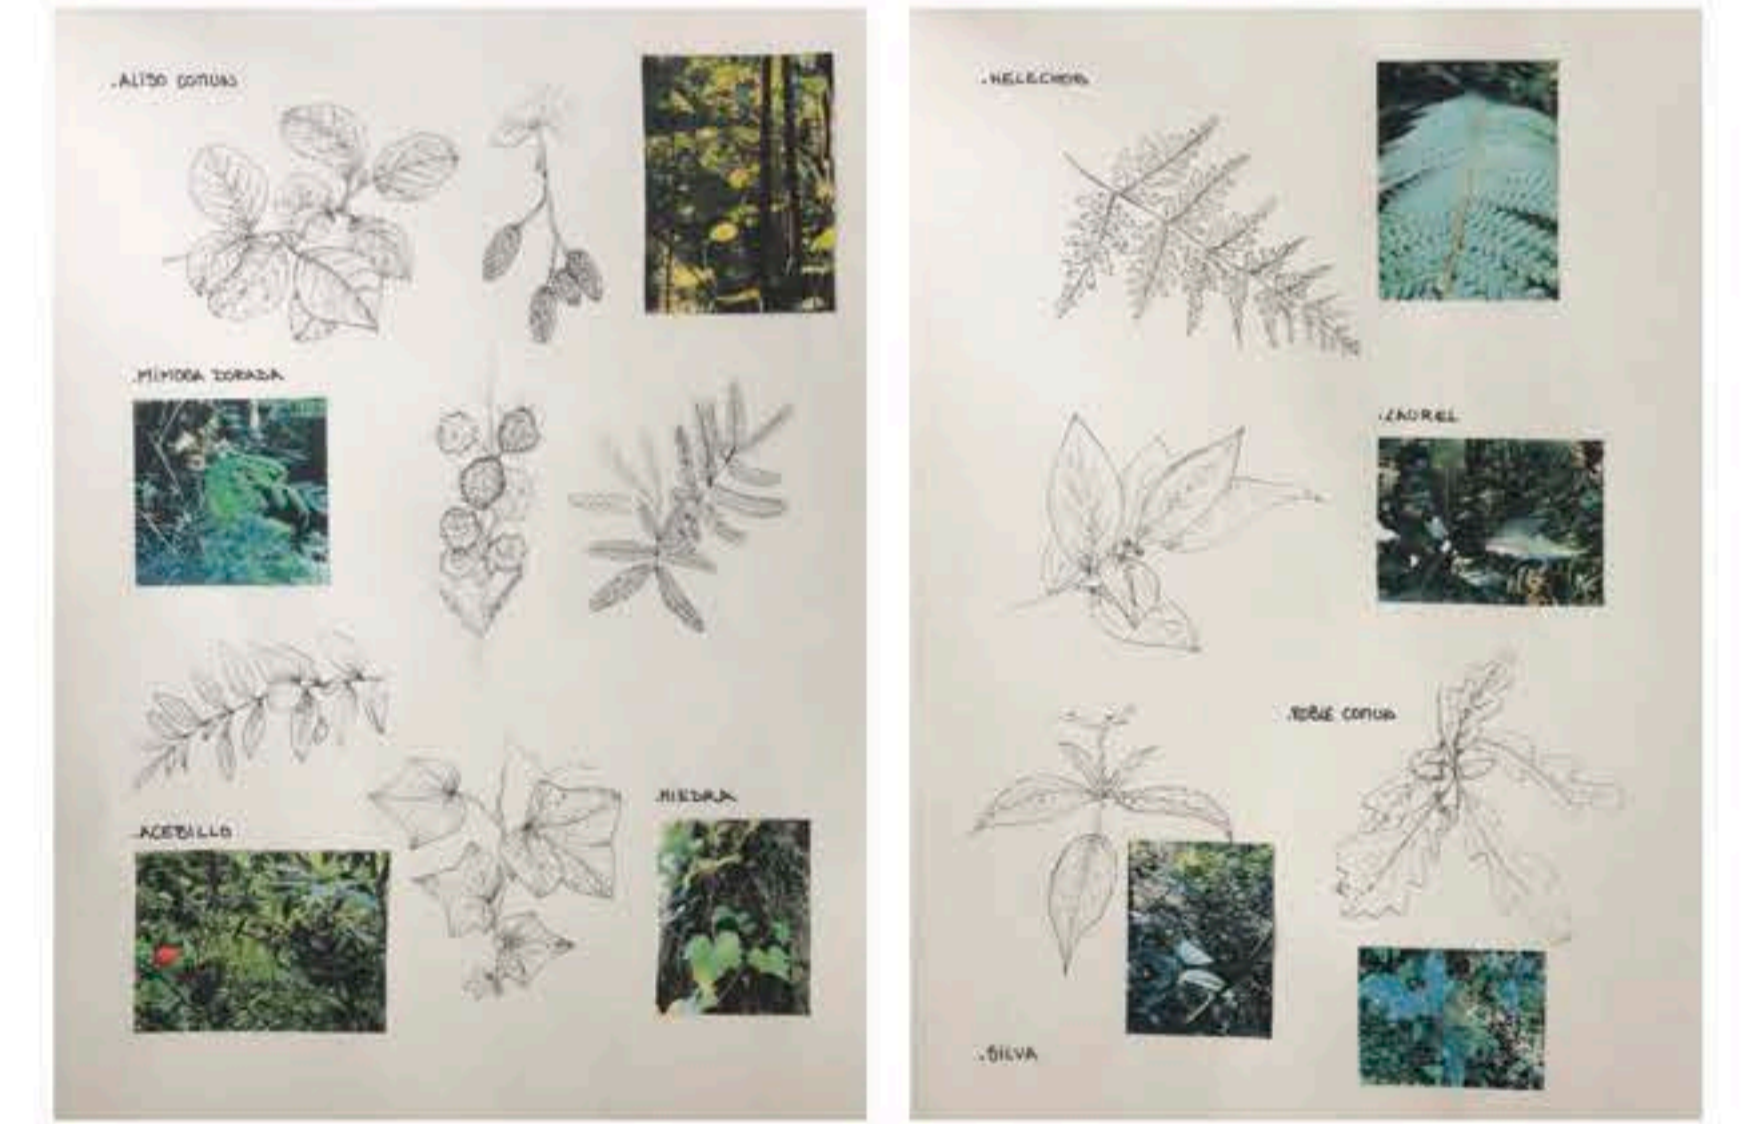 .ALISO COMUN
.MIMOSA DORADA
.ACEBILLO
.HIEDRA
.HELECHOS
.LAUREL
.ROBLE COMUN
.SILVA